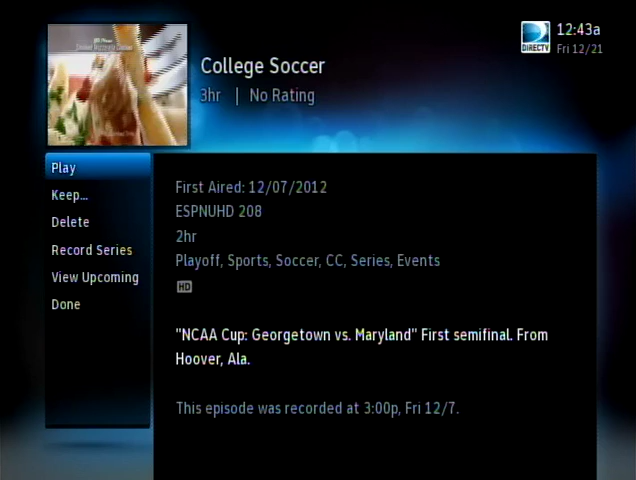 12:43a
DIRECTV
Fri 12/21
College Soccer
3hr | No Rating
Play
Keep...
Delete
Record Series
View Upcoming
Done
First Aired: 12/07/2012
ESPNUHD 208
2hr
Playoff, Sports, Soccer, CC, Series, Events
HD
"NCAA Cup: Georgetown vs. Maryland" First semifinal. From
Hoover, Ala.
This episode was recorded at 3:00p, Fri 12/7.